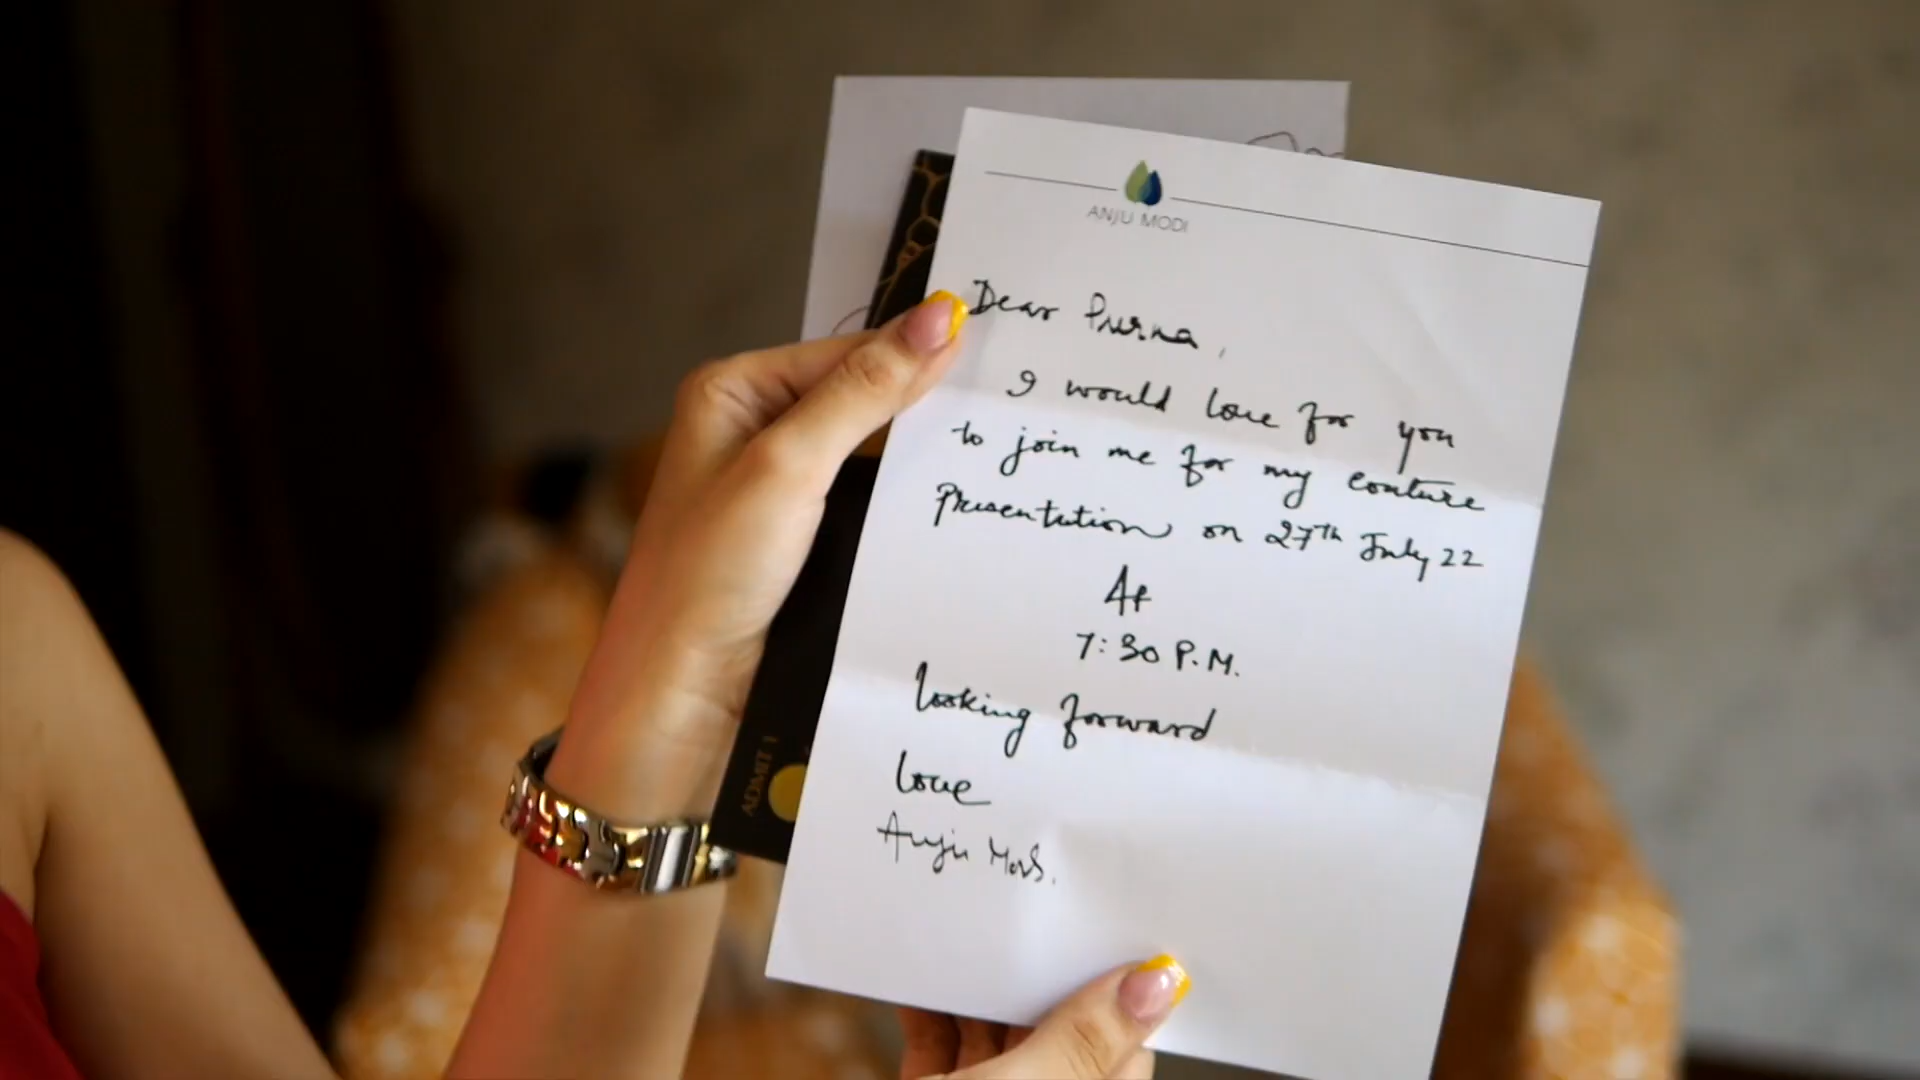 ANJU MODI
Dear Purna,
I would love for you
to join me for my couture
Presentation on 27th July 22
At
7:30 P.M.
looking forward
love
Anju Modi.
ADMIT 1